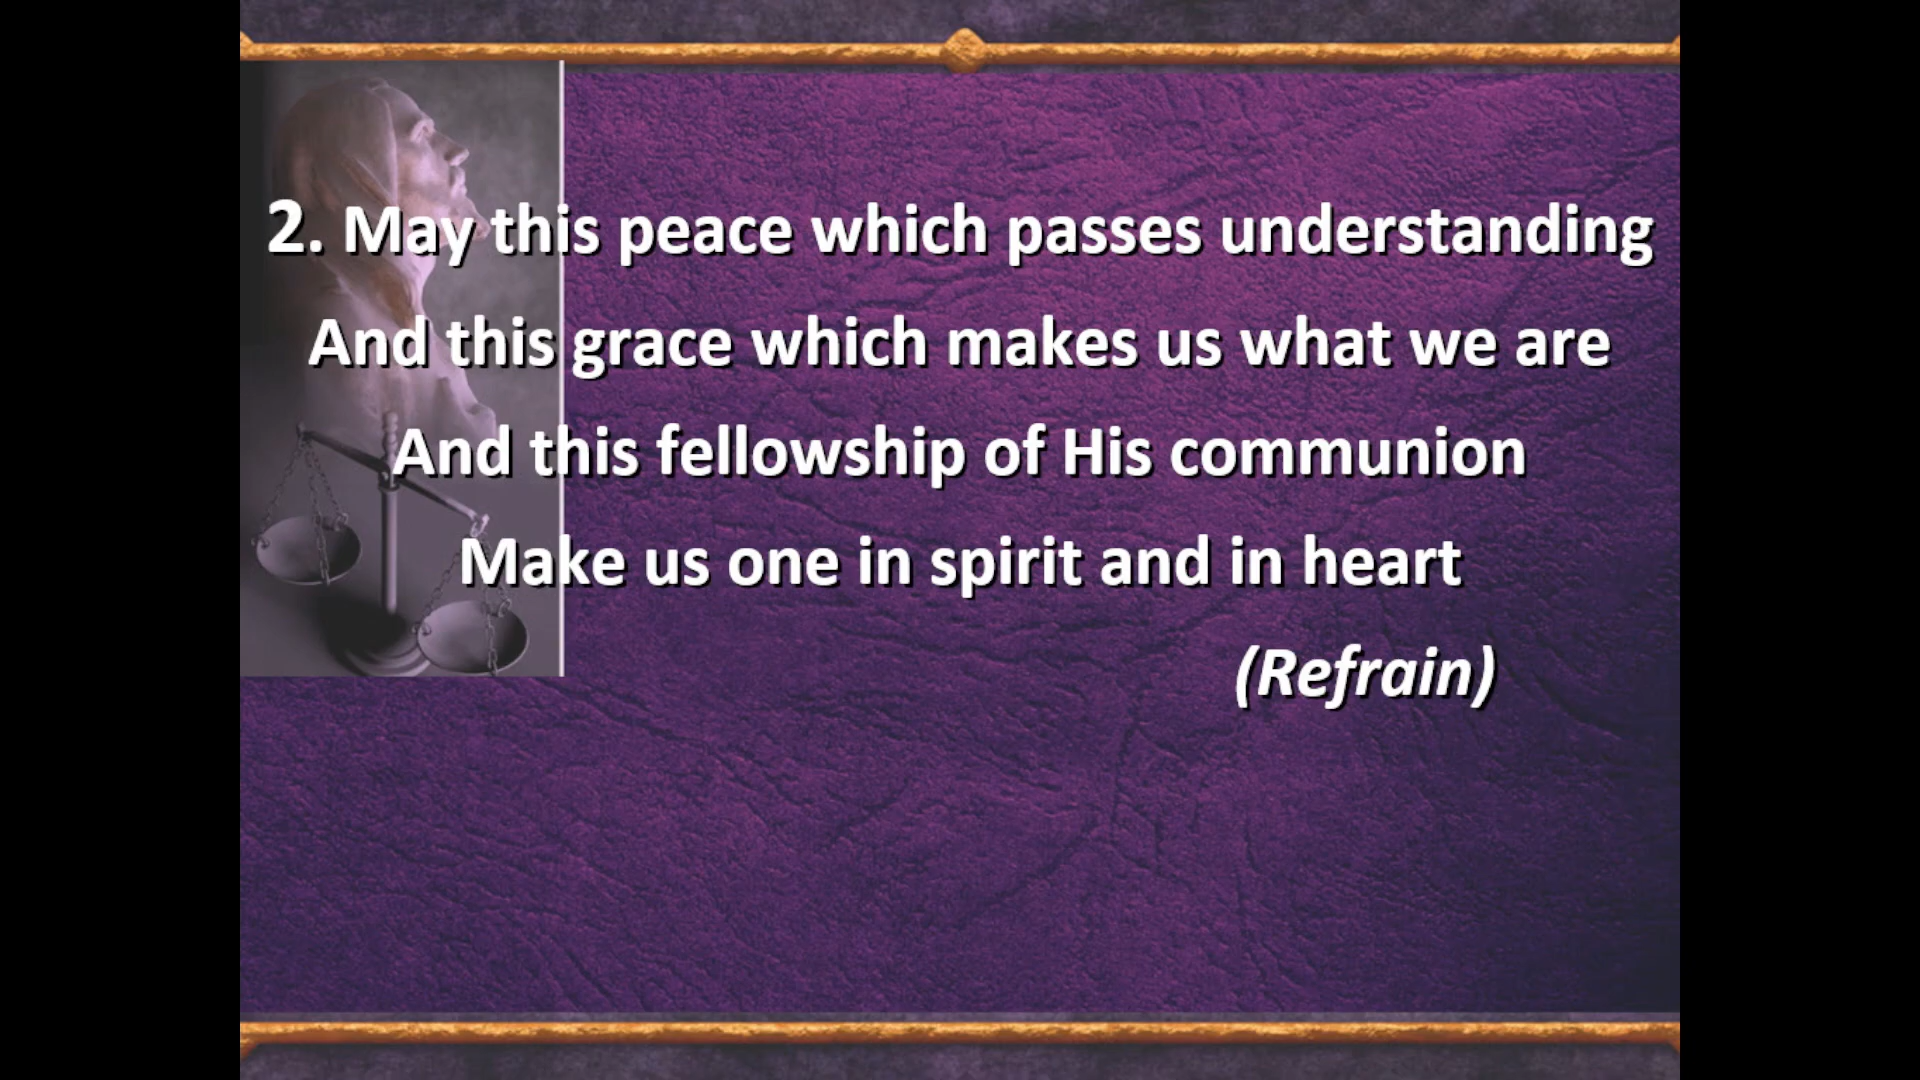 2. May this peace which passes understanding
And this grace which makes us what we are
And this fellowship of His communion
Make us one in spirit and in heart
(Refrain)